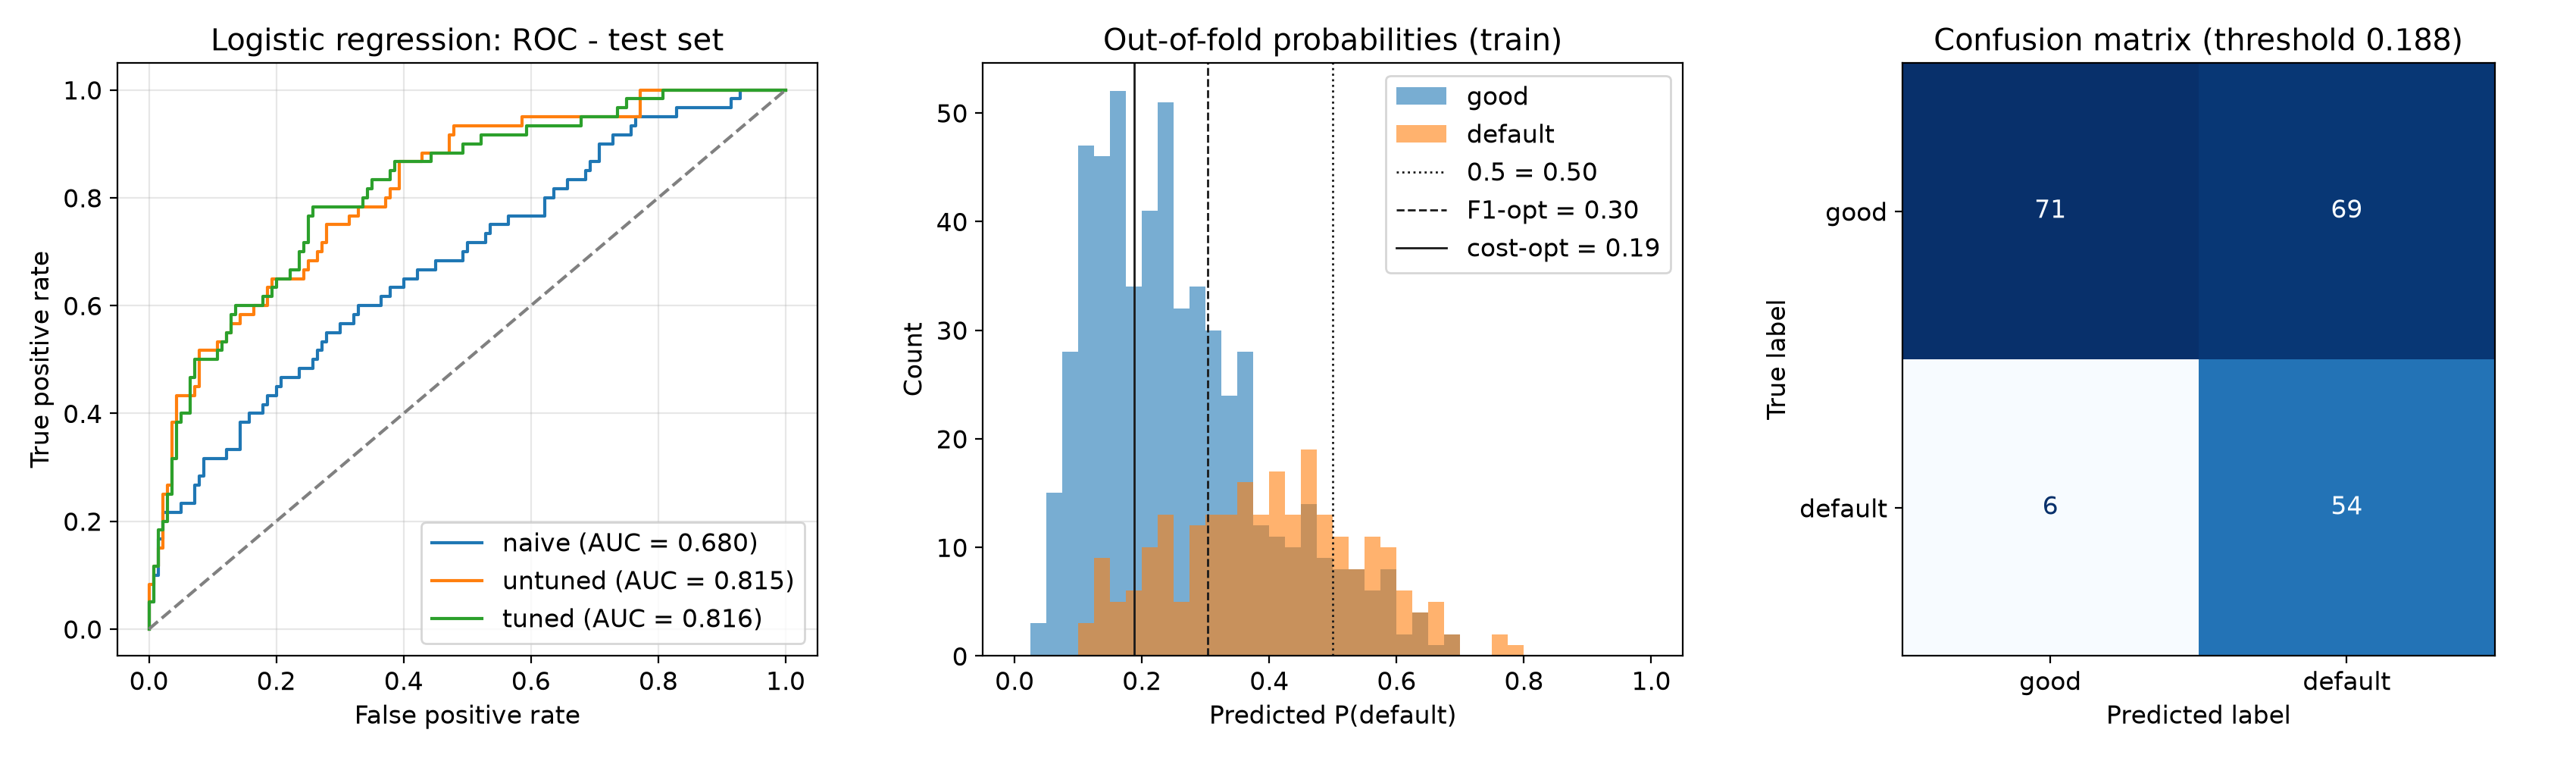 Logistic regression: ROC - test set
True positive rate
1.0
0.8
0.6
0.4
0.2
0.0
naive (AUC = 0.680)
untuned (AUC = 0.815)
tuned (AUC = 0.816)
0.0 0.2 0.4 0.6 0.8 1.0
False positive rate
Out-of-fold probabilities (train)
Count
50
40
30
20
10
0
good
default
0.5 = 0.50
F1-opt = 0.30
cost-opt = 0.19
0.0 0.2 0.4 0.6 0.8 1.0
Predicted P(default)
Confusion matrix (threshold 0.188)
True label
good 71 69
default 6 54
good default
Predicted label